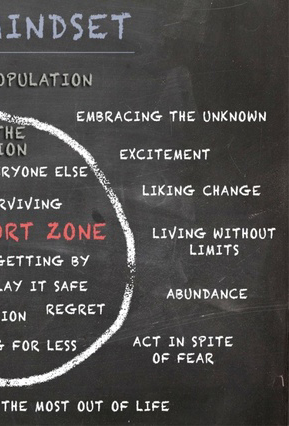 MINDSET
OPULATION
EMBRACING THE UNKNOWN
THE
ION
EXCITEMENT
RYONE ELSE
LIKING CHANGE
RVIVING
ORT ZONE
LIVING WITHOUT
LIMITS
GETTING BY
LAY IT SAFE
ABUNDANCE
ION REGRET
G FOR LESS
ACT IN SPITE
OF FEAR
THE MOST OUT OF LIFE